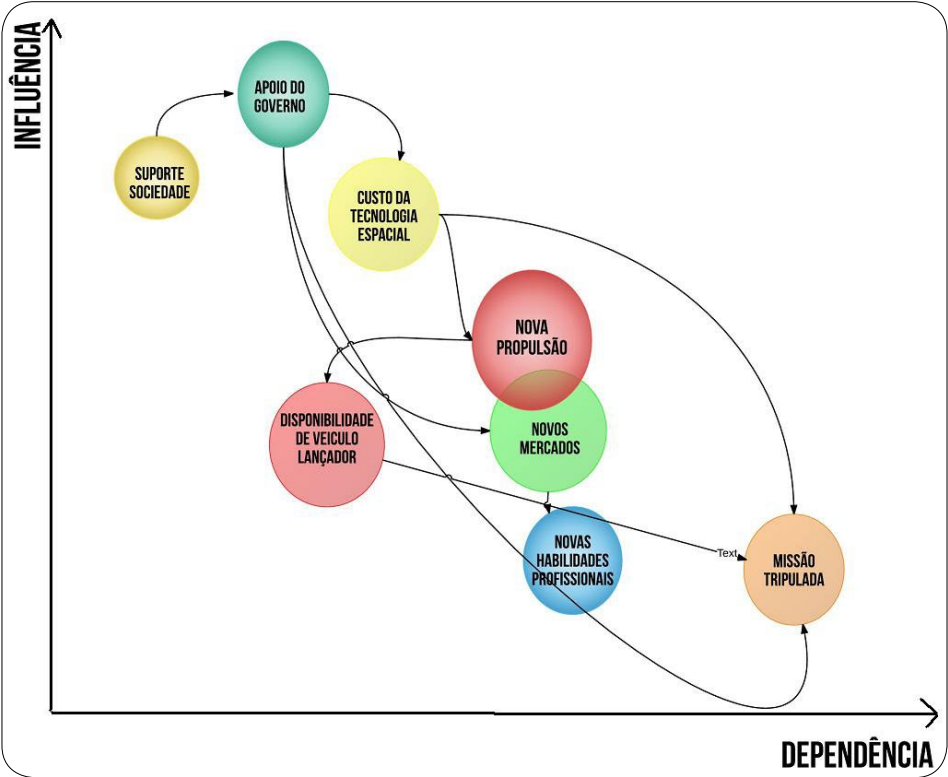 INFLUÊNCIA
APOIO DO
GOVERNO
SUPORTE
SOCIEDADE
CUSTO DA
TECNOLOGIA
ESPACIAL
NOVA
PROPULSÃO
DISPONIBILIDADE
DE VEICULO
LANÇADOR
NOVOS
MERCADOS
NOVAS
HABILIDADES
PROFISSIONAIS
Text
MISSÃO
TRIPULADA
DEPENDÊNCIA